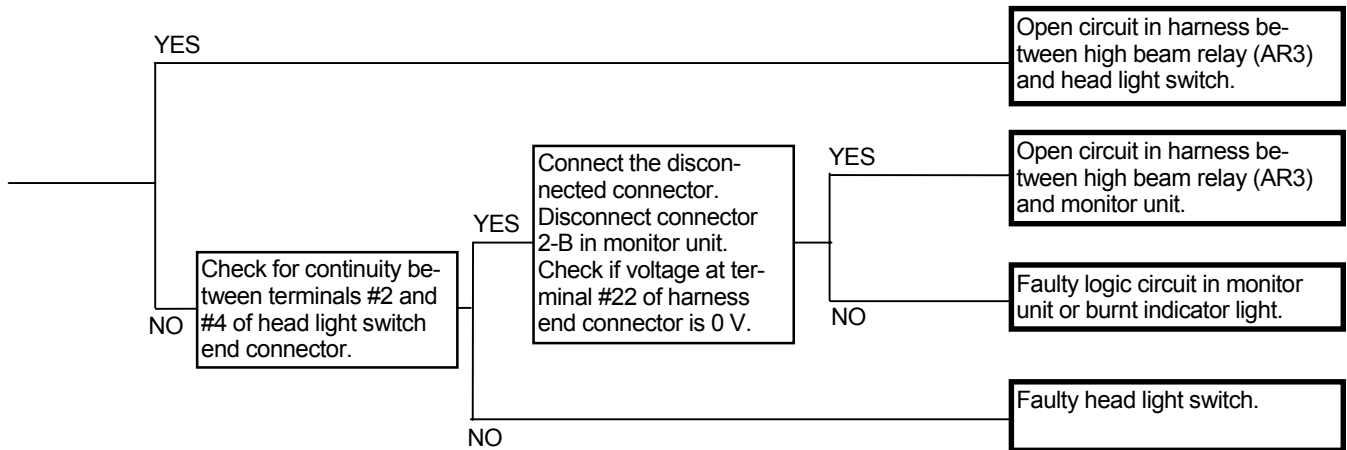 YES
Open circuit in harness be-
tween high beam relay (AR3)
and head light switch.
NO
Check for continuity be-
tween terminals #2 and
#4 of head light switch
end connector.
YES
Connect the discon-
nected connector.
Disconnect connector
2-B in monitor unit.
Check if voltage at ter-
minal #22 of harness
end connector is 0 V.
YES
Open circuit in harness be-
tween high beam relay (AR3)
and monitor unit.
NO
Faulty logic circuit in monitor
unit or burnt indicator light.
NO
Faulty head light switch.